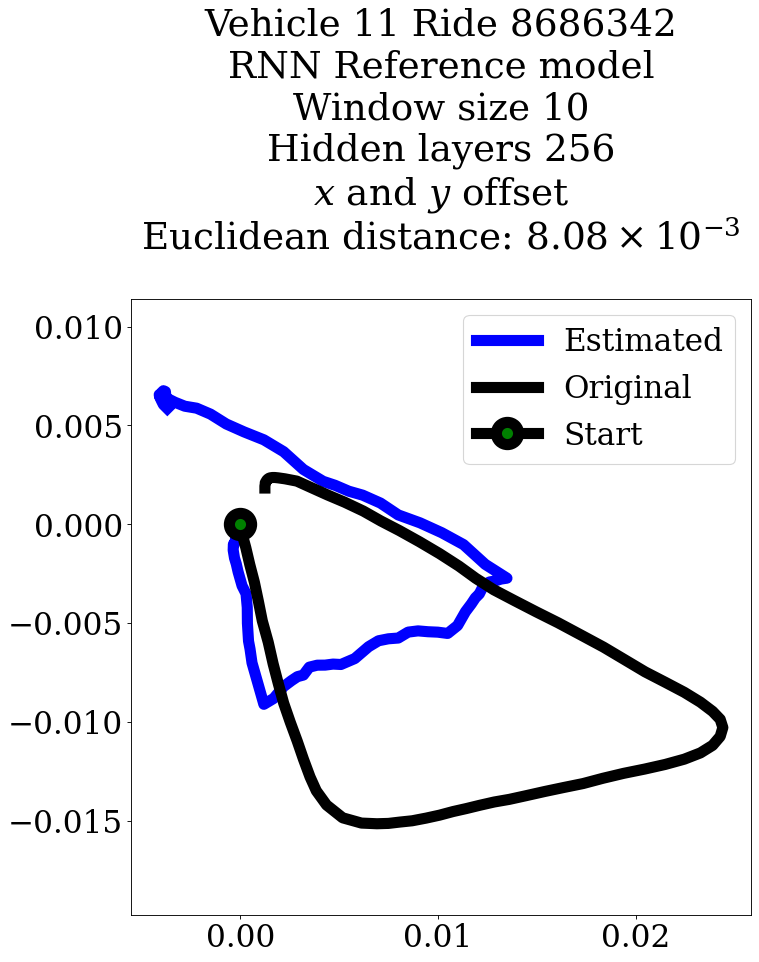 Vehicle 11 Ride 8686342
RNN Reference model
Window size 10
Hidden layers 256
x and y offset
Euclidean distance: 8.08 × 10⁻³
Estimated
Original
Start
0.010
0.005
0.000
−0.005
−0.010
−0.015
0.00
0.01
0.02